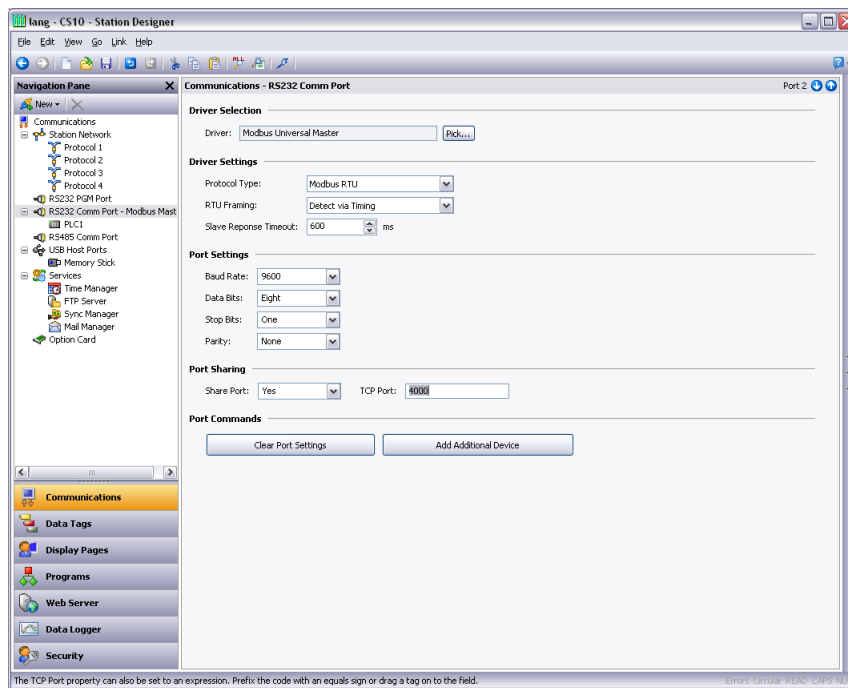 lang - CS10 - Station Designer
File Edit View Go Link Help
ALL
Navigation Pane
New
Communications
Station Network
Protocol 1
Protocol 2
Protocol 3
Protocol 4
RS232 PGM Port
RS232 Comm Port - Modbus Mast
PLC1
RS485 Comm Port
USB Host Ports
Memory Stick
Services
Time Manager
FTP Server
Sync Manager
Mail Manager
Option Card
Communications
Data Tags
Display Pages
Programs
Web Server
Data Logger
Security
Communications - RS232 Comm Port Port 2
Driver Selection
Driver: Modbus Universal Master Pick...
Driver Settings
Protocol Type: Modbus RTU
RTU Framing: Detect via Timing
Slave Reponse Timeout: 600 ms
Port Settings
Baud Rate: 9600
Data Bits: Eight
Stop Bits: One
Parity: None
Port Sharing
Share Port: Yes TCP Port: 4000
Port Commands
Clear Port Settings Add Additional Device
The TCP Port property can also be set to an expression. Prefix the code with an equals sign or drag a tag on to the field. Errors Circular READ CAPS NU